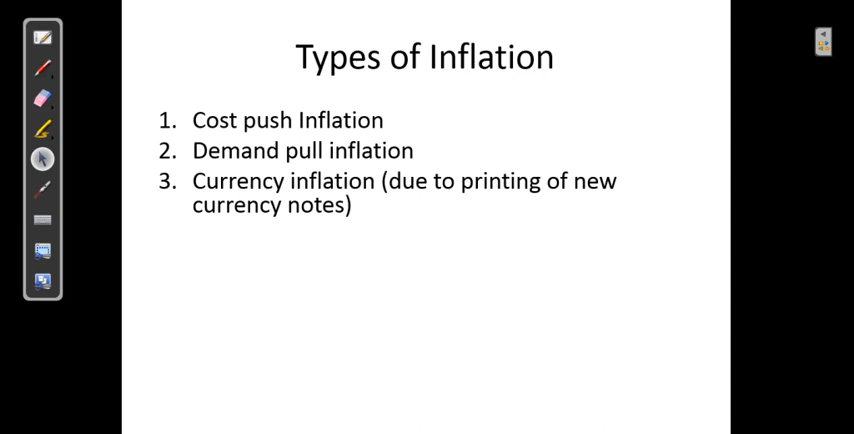 Types of Inflation
1. Cost push Inflation
2. Demand pull inflation
3. Currency inflation (due to printing of new
currency notes)